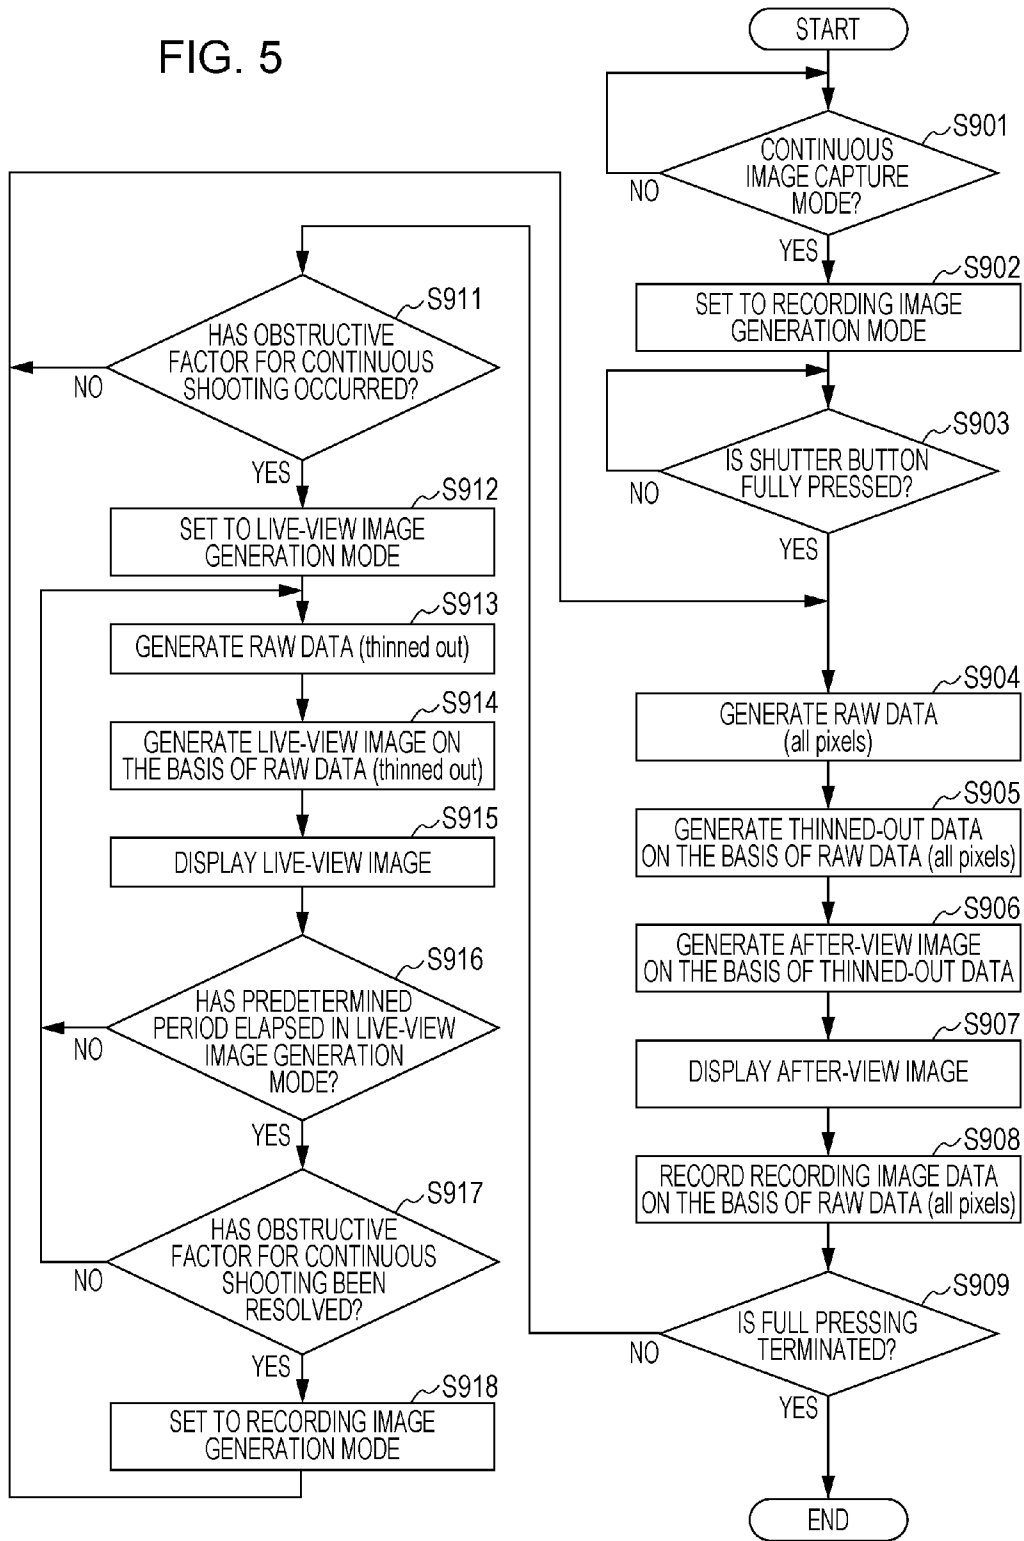 FIG. 5
START
S901
CONTINUOUS
IMAGE CAPTURE
MODE?
NO
YES
S902
SET TO RECORDING IMAGE
GENERATION MODE
S903
IS SHUTTER BUTTON
FULLY PRESSED?
NO
YES
S904
GENERATE RAW DATA
(all pixels)
S905
GENERATE THINNED-OUT DATA
ON THE BASIS OF RAW DATA (all pixels)
S906
GENERATE AFTER-VIEW IMAGE
ON THE BASIS OF THINNED-OUT DATA
S907
DISPLAY AFTER-VIEW IMAGE
S908
RECORD RECORDING IMAGE DATA
ON THE BASIS OF RAW DATA (all pixels)
S909
IS FULL PRESSING
TERMINATED?
NO
YES
END
S911
HAS OBSTRUCTIVE
FACTOR FOR CONTINUOUS
SHOOTING OCCURRED?
NO
YES
S912
SET TO LIVE-VIEW IMAGE
GENERATION MODE
S913
GENERATE RAW DATA (thinned out)
S914
GENERATE LIVE-VIEW IMAGE ON
THE BASIS OF RAW DATA (thinned out)
S915
DISPLAY LIVE-VIEW IMAGE
S916
HAS PREDETERMINED
PERIOD ELAPSED IN LIVE-VIEW
IMAGE GENERATION
MODE?
NO
YES
S917
HAS OBSTRUCTIVE
FACTOR FOR CONTINUOUS
SHOOTING BEEN
RESOLVED?
NO
YES
S918
SET TO RECORDING IMAGE
GENERATION MODE